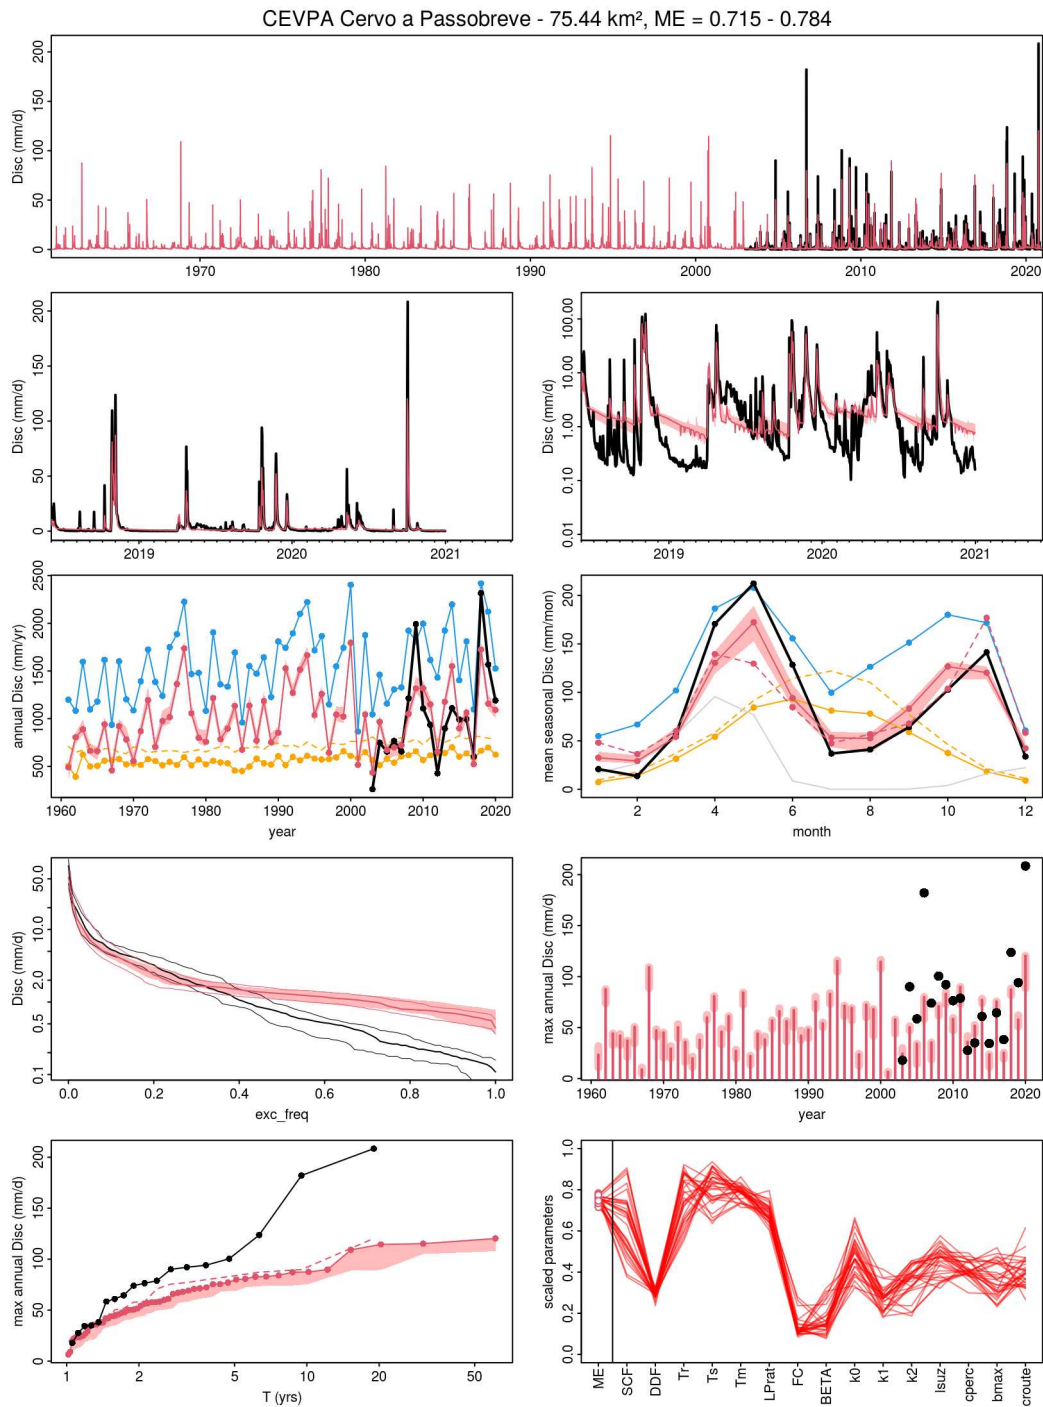 CEVPA Cervo a Passobreve - 75.44 km², ME = 0.715 - 0.784
Disc (mm/d)
0 50 100 150 200
1970 1980 1990 2000 2010 2020
Disc (mm/d)
0 50 100 150 200
2019 2020 2021
Disc (mm/d)
0.01 0.10 1.00 10.00 100.00
2019 2020 2021
annual Disc (mm/yr)
500 1000 1500 2000 2500
1960 1970 1980 1990 2000 2010 2020
year
mean seasonal Disc (mm/mon)
0 50 100 150 200
2 4 6 8 10 12
month
Disc (mm/d)
0.1 0.5 2.0 10.0 50.0
0.0 0.2 0.4 0.6 0.8 1.0
exc_freq
max annual Disc (mm/d)
0 50 100 150 200
1960 1970 1980 1990 2000 2010 2020
year
max annual Disc (mm/d)
0 50 100 150 200
1 2 5 10 20 50
T (yrs)
scaled parameters
0.0 0.2 0.4 0.6 0.8 1.0
ME SCF DDF Tr Ts Tm LPrat FC BETA k0 k1 k2 lsuz cperc bmax croute